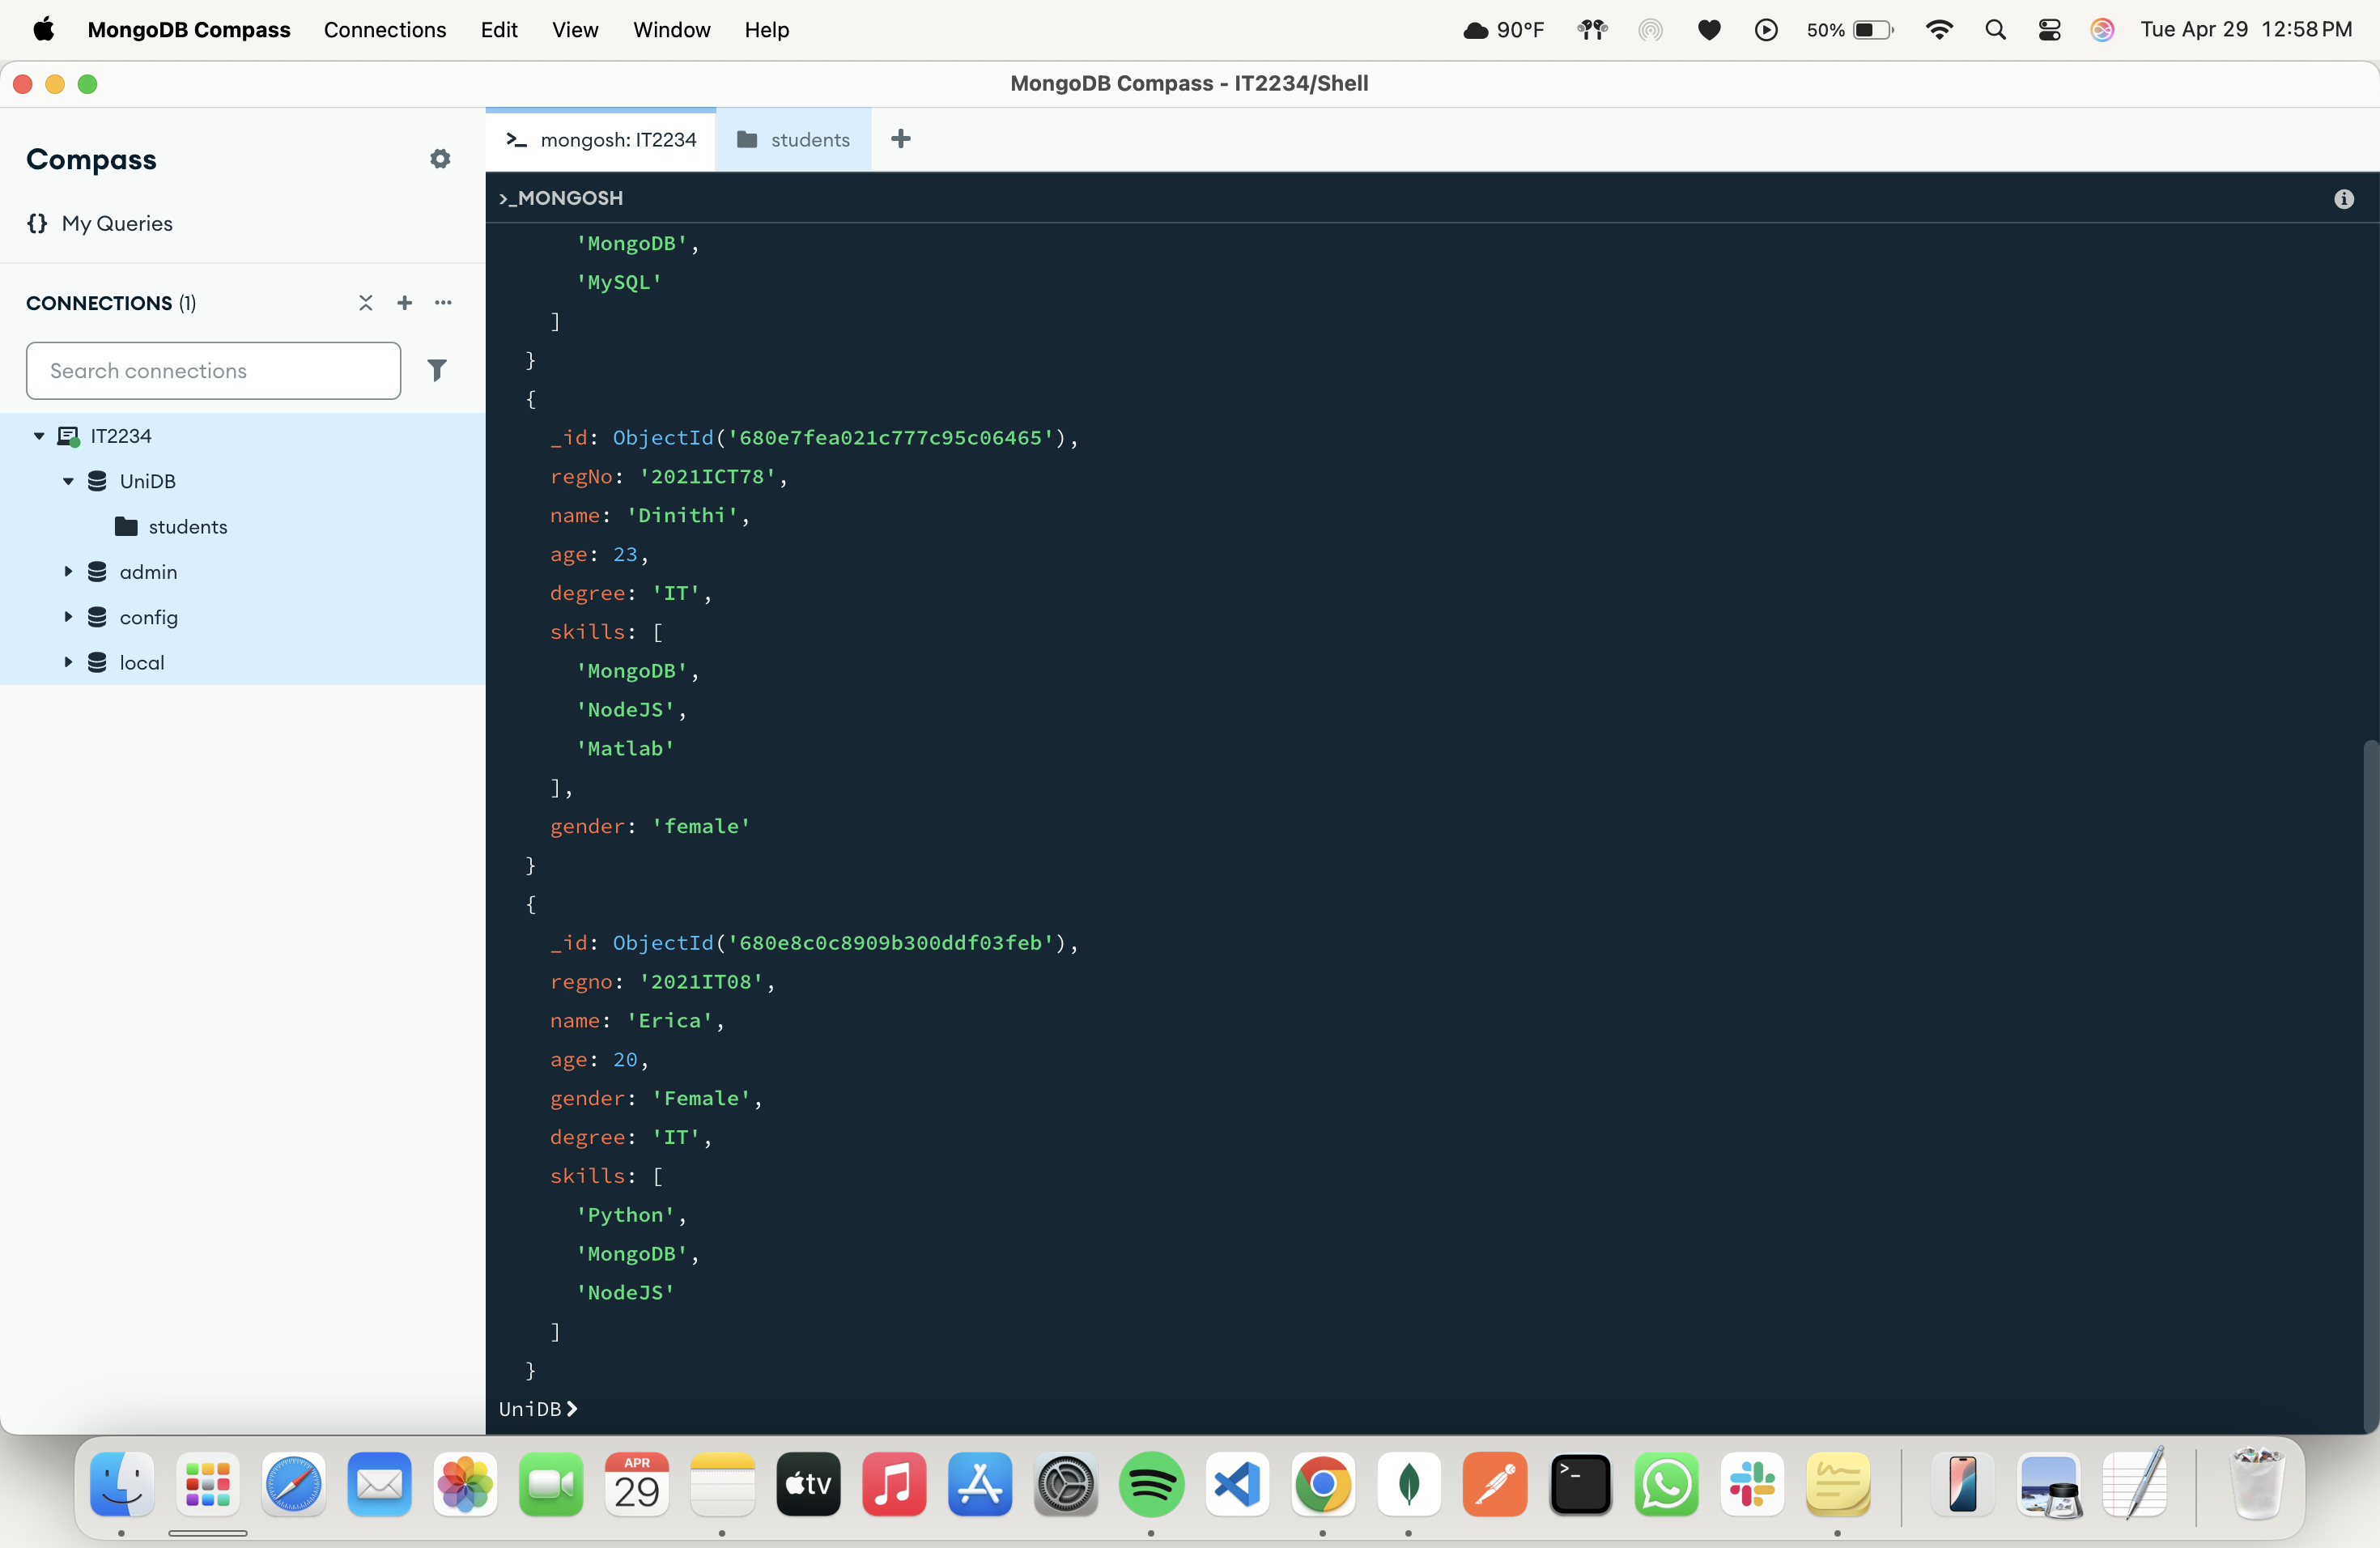 MongoDB Compass Connections Edit View Window Help 90°F 50% Tue Apr 29 12:58 PM
MongoDB Compass - IT2234/Shell
Compass
{} My Queries
CONNECTIONS (1)
Search connections
IT2234
UniDB
students
admin
config
local
>_ mongosh: IT2234 students +
>_MONGOSH
'MongoDB',
'MySQL'
]
}
{
_id: ObjectId('680e7fea021c777c95c06465'),
regNo: '2021ICT78',
name: 'Dinithi',
age: 23,
degree: 'IT',
skills: [
'MongoDB',
'NodeJS',
'Matlab'
],
gender: 'female'
}
{
_id: ObjectId('680e8c0c8909b300ddf03feb'),
regno: '2021IT08',
name: 'Erica',
age: 20,
gender: 'Female',
degree: 'IT',
skills: [
'Python',
'MongoDB',
'NodeJS'
]
}
UniDB>
APR
29
tv
>_